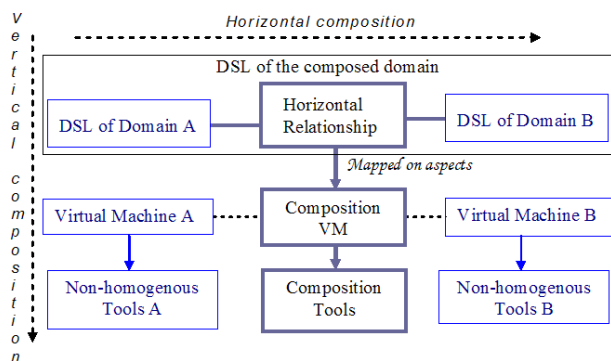 Horizontal composition
Vertical composition
DSL of the composed domain
DSL of Domain A
Horizontal
Relationship
DSL of Domain B
Mapped on aspects
Virtual Machine A
Composition
VM
Virtual Machine B
Non-homogenous
Tools A
Composition
Tools
Non-homogenous
Tools B